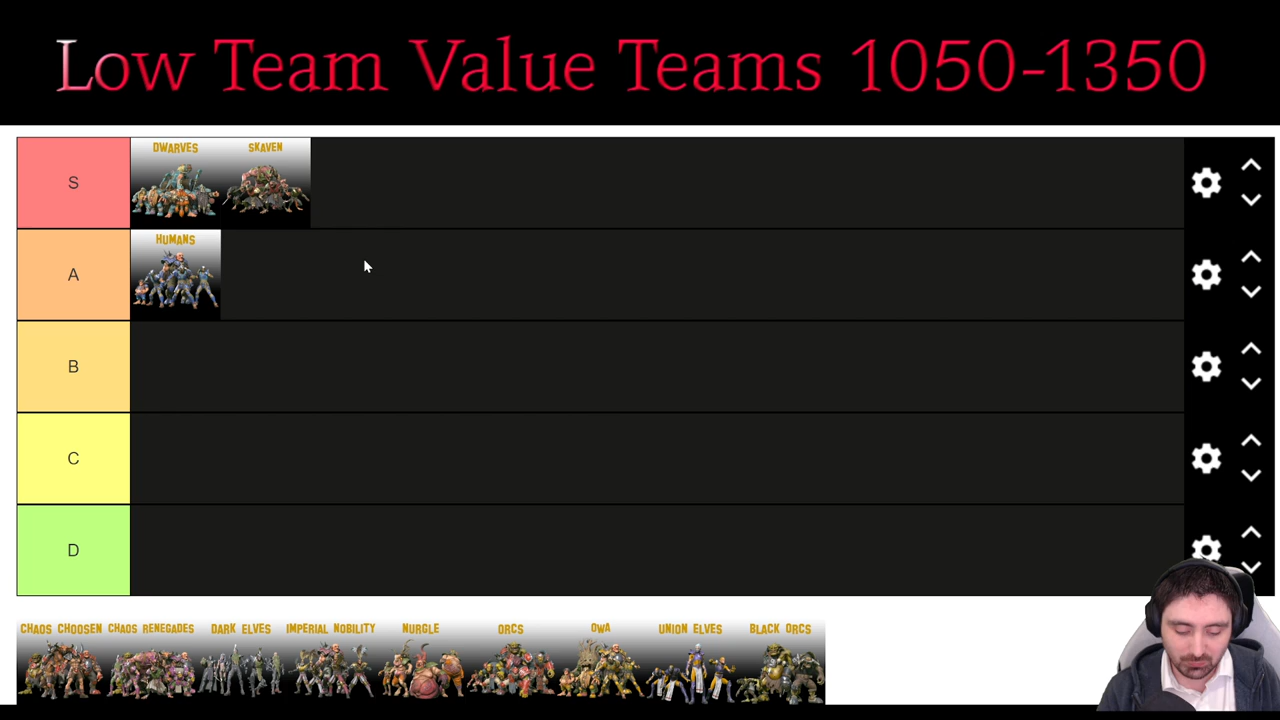 Low Team Value Teams 1050-1350
S
DWARVES
SKAVEN
A
HUMANS
B
C
D
CHAOS CHOOSEN
CHAOS RENEGADES
DARK ELVES
IMPERIAL NOBILITY
NURGLE
ORCS
OWA
UNION ELVES
BLACK ORCS